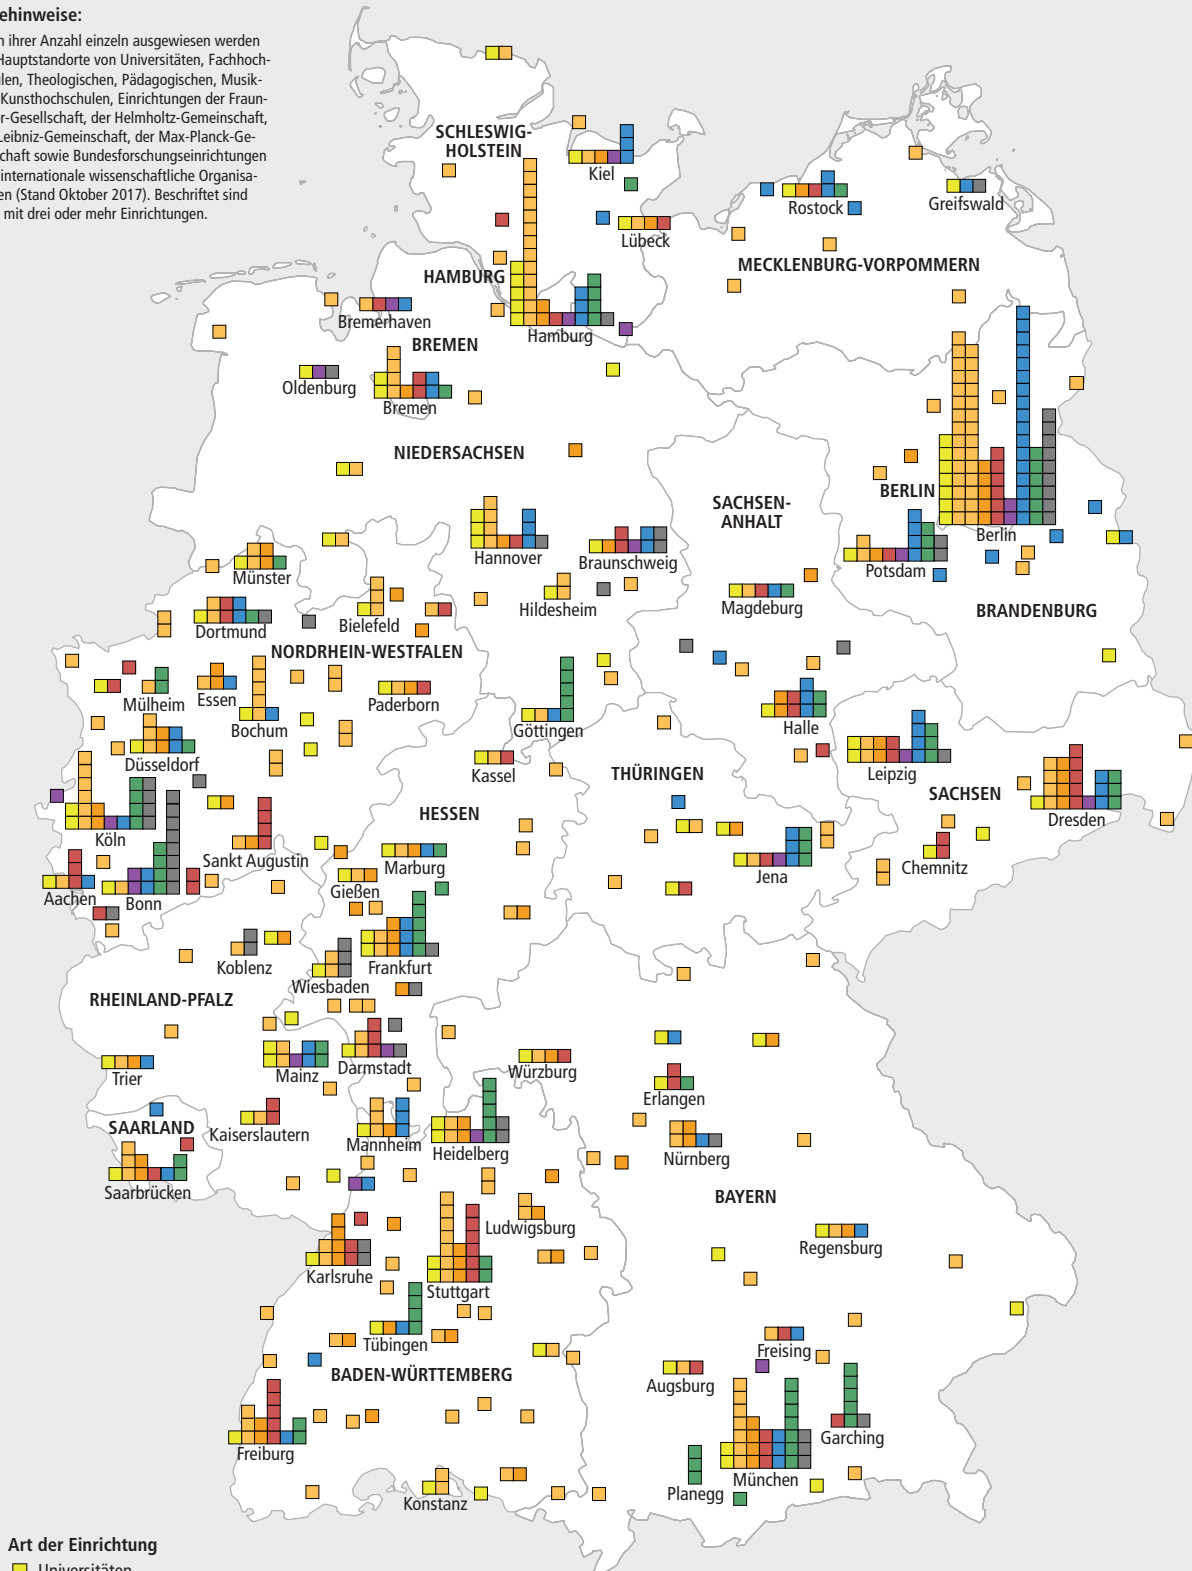 ehinweise:
n ihrer Anzahl einzeln ausgewiesen werden
Hauptstandorte von Universitäten, Fachhoch-
len, Theologischen, Pädagogischen, Musik-
Kunsthochschulen, Einrichtungen der Fraun-
r-Gesellschaft, der Helmholtz-Gemeinschaft,
Leibniz-Gemeinschaft, der Max-Planck-Ge-
schaft sowie Bundesforschungseinrichtungen
internationale wissenschaftliche Organisa-
en (Stand Oktober 2017). Beschriftet sind
mit drei oder mehr Einrichtungen.
SCHLESWIG-
HOLSTEIN
Kiel
Rostock
Greifswald
Lübeck
HAMBURG
MECKLENBURG-VORPOMMERN
Bremerhaven
Hamburg
BREMEN
Oldenburg
Bremen
NIEDERSACHSEN
BERLIN
SACHSEN-
ANHALT
Berlin
Hannover
Braunschweig
Potsdam
Münster
Hildesheim
Magdeburg
BRANDENBURG
Dortmund
Bielefeld
NORDRHEIN-WESTFALEN
Mülheim
Essen
Paderborn
Bochum
Göttingen
Halle
Düsseldorf
Kassel
THÜRINGEN
Leipzig
SACHSEN
HESSEN
Dresden
Köln
Sankt Augustin
Marburg
Chemnitz
Jena
Gießen
Aachen
Bonn
Koblenz
Frankfurt
Wiesbaden
RHEINLAND-PFALZ
Trier
Mainz
Darmstadt
Würzburg
Erlangen
SAARLAND
Kaiserslautern
Mannheim
Heidelberg
Nürnberg
Saarbrücken
BAYERN
Ludwigsburg
Regensburg
Karlsruhe
Stuttgart
Tübingen
Freising
BADEN-WÜRTTEMBERG
Augsburg
Garching
Freiburg
München
Planegg
Konstanz
Art der Einrichtung
Universitäten